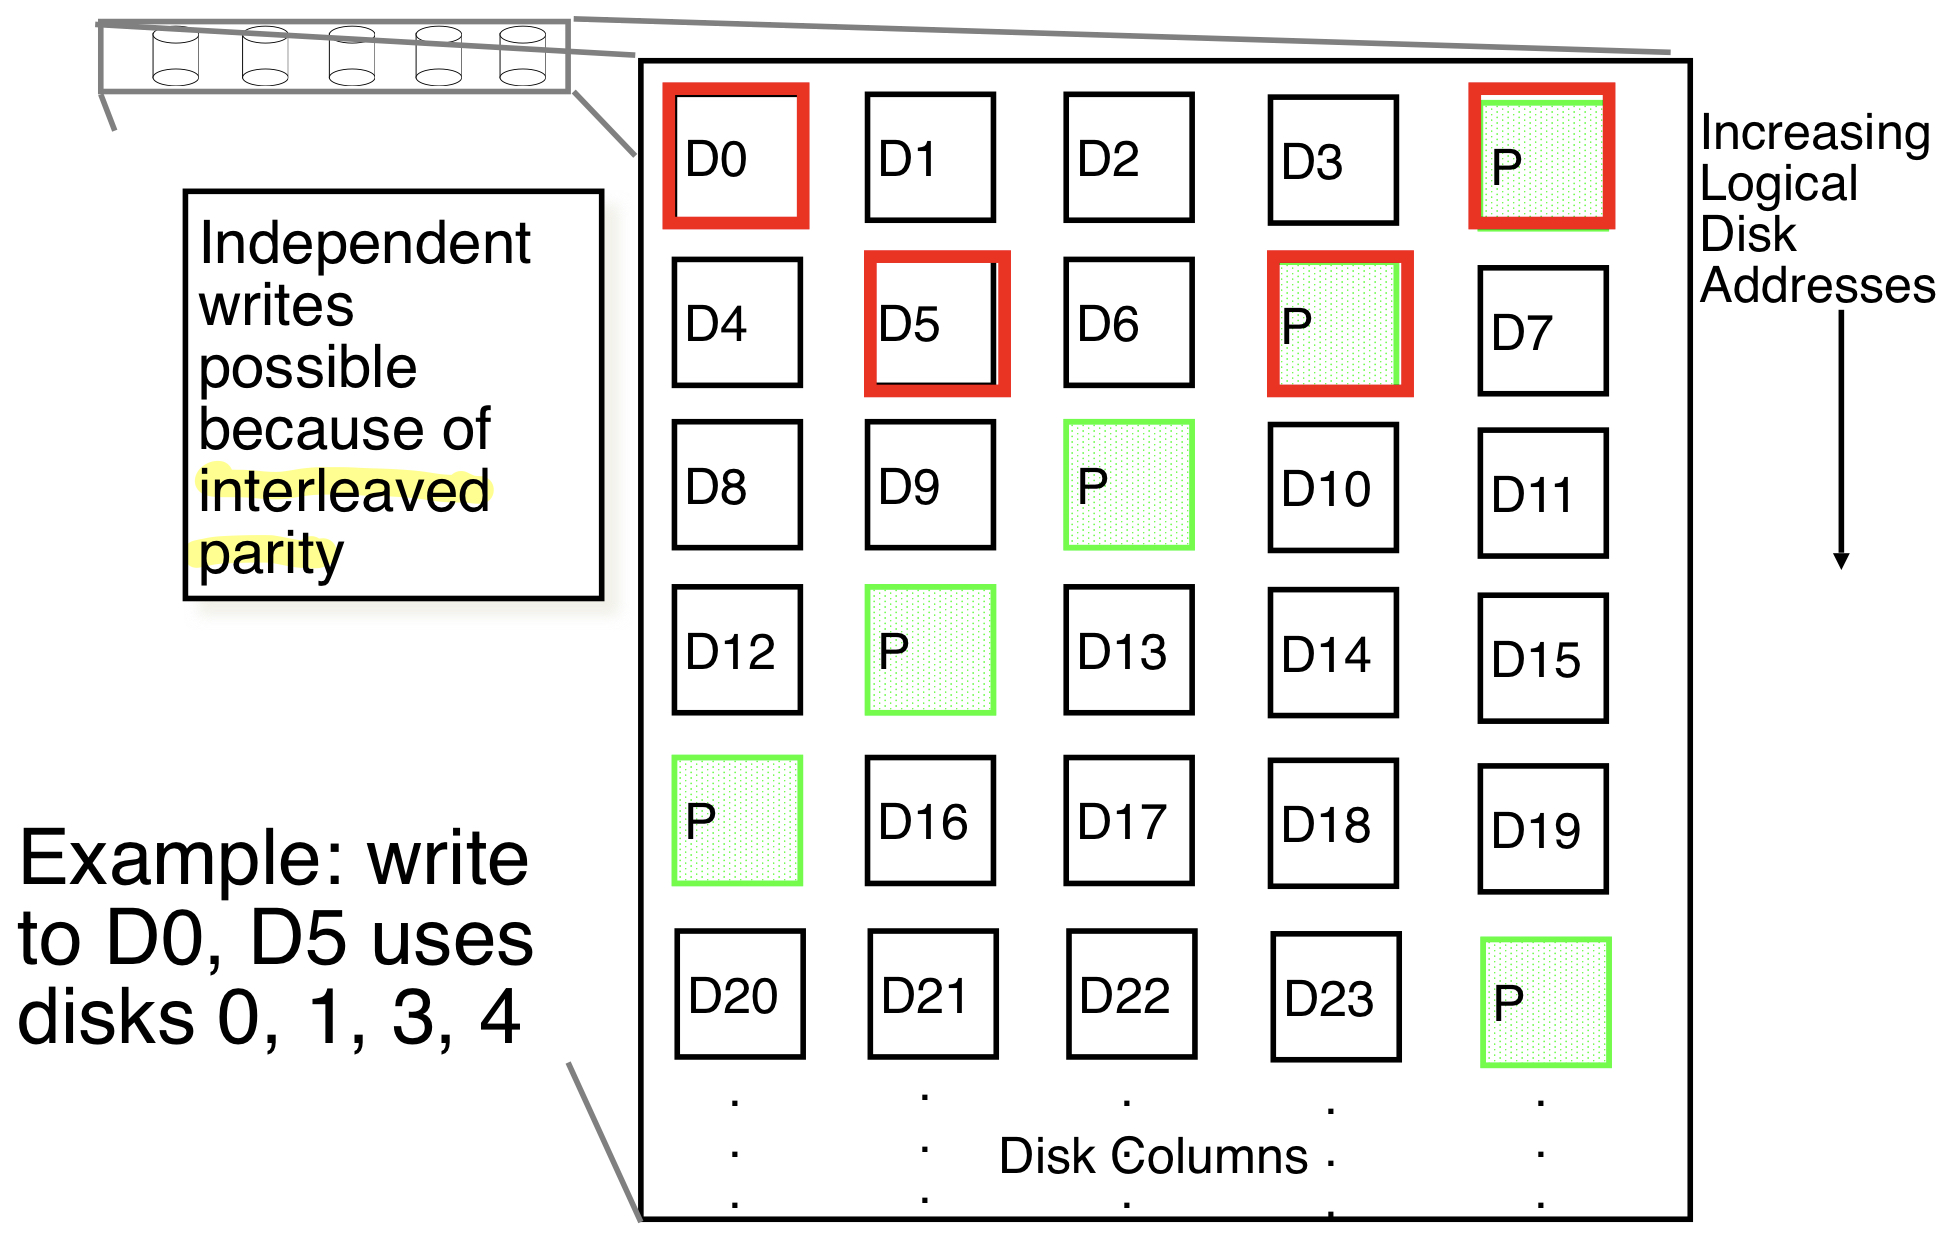 Independent
writes
possible
because of
interleaved
parity
Example: write
to D0, D5 uses
disks 0, 1, 3, 4
D0 D1 D2 D3 P
D4 D5 D6 P D7
D8 D9 P D10 D11
D12 P D13 D14 D15
P D16 D17 D18 D19
D20 D21 D22 D23 P
Disk Columns
Increasing
Logical
Disk
Addresses